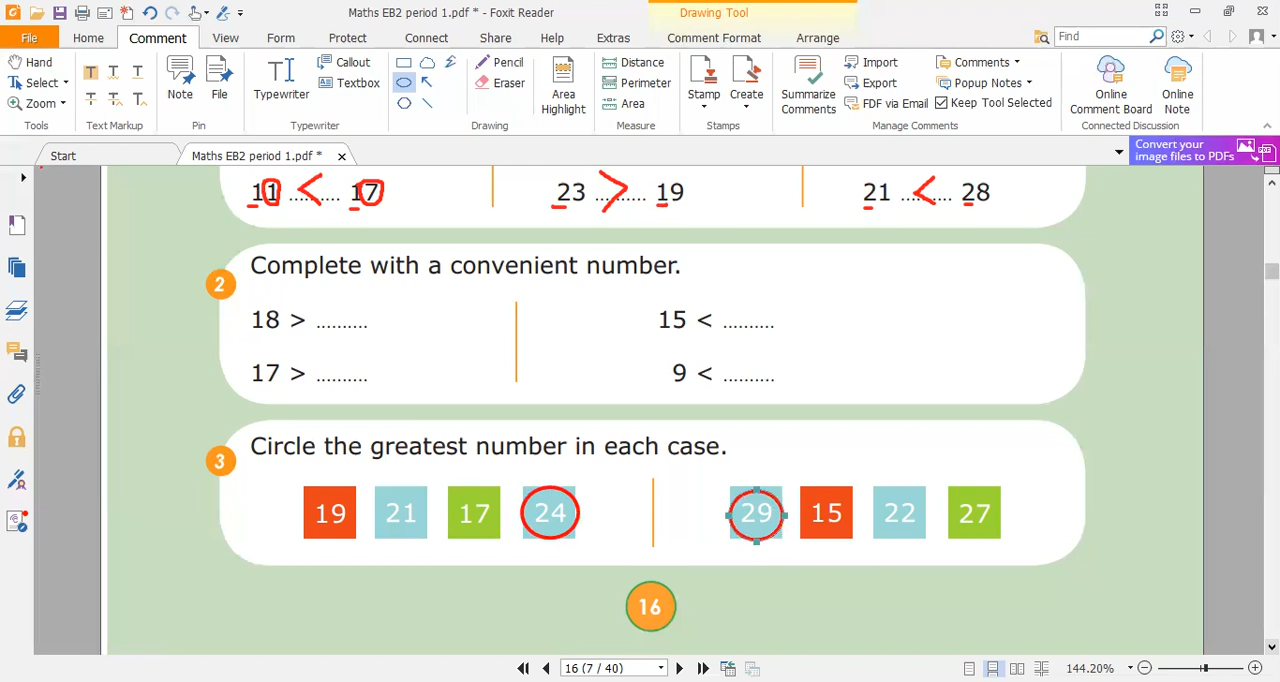 Maths EB2 period 1.pdf * - Foxit Reader
Drawing Tool
File Home Comment View Form Protect Connect Share Help Extras Comment Format Arrange
Find
Hand
Select
Zoom
Tools
Text Markup
Note
File
Pin
Typewriter
Callout
Textbox
Typewriter
Pencil
Eraser
Drawing
Area
Highlight
Distance
Perimeter
Area
Measure
Stamp
Create
Stamps
Summarize
Comments
Import
Export
FDF via Email
Comments
Popup Notes
Keep Tool Selected
Manage Comments
Online
Comment Board
Online
Note
Connected Discussion
Start
Maths EB2 period 1.pdf *
Convert your
image files to PDFs
PDF
11 ..<.. 17 23 ..>.. 19 21 ..<.. 28
2 Complete with a convenient number.
18 > .......... 15 < ..........
17 > .......... 9 < ..........
3 Circle the greatest number in each case.
19 21 17 24 29 15 22 27
16
16 (7 / 40)
144.20%